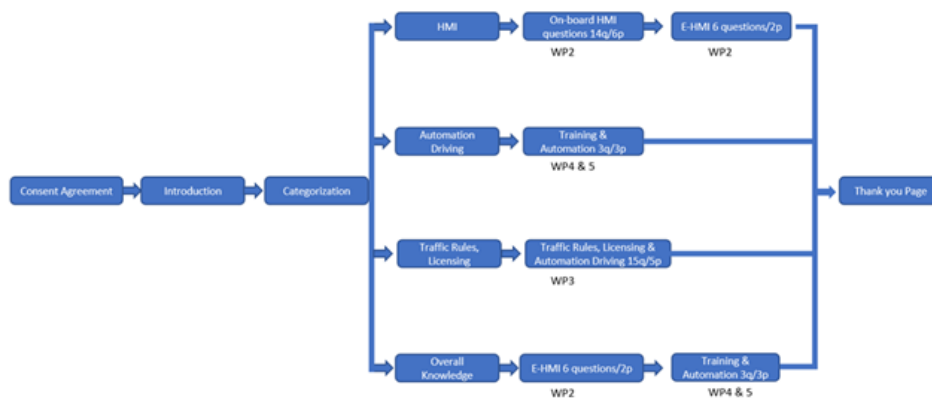 HMI
On-board HMI
questions 14q/6p
E-HMI 6 questions/2p
WP2
WP2
Automation
Driving
Training &
Automation 3q/3p
WP4 & 5
Consent Agreement
Introduction
Categorization
Thank you Page
Traffic Rules,
Licensing
Traffic Rules, Licensing &
Automation Driving 15q/5p
WP3
Overall
Knowledge
E-HMI 6 questions/2p
Training &
Automation 3q/3p
WP2
WP4 & 5